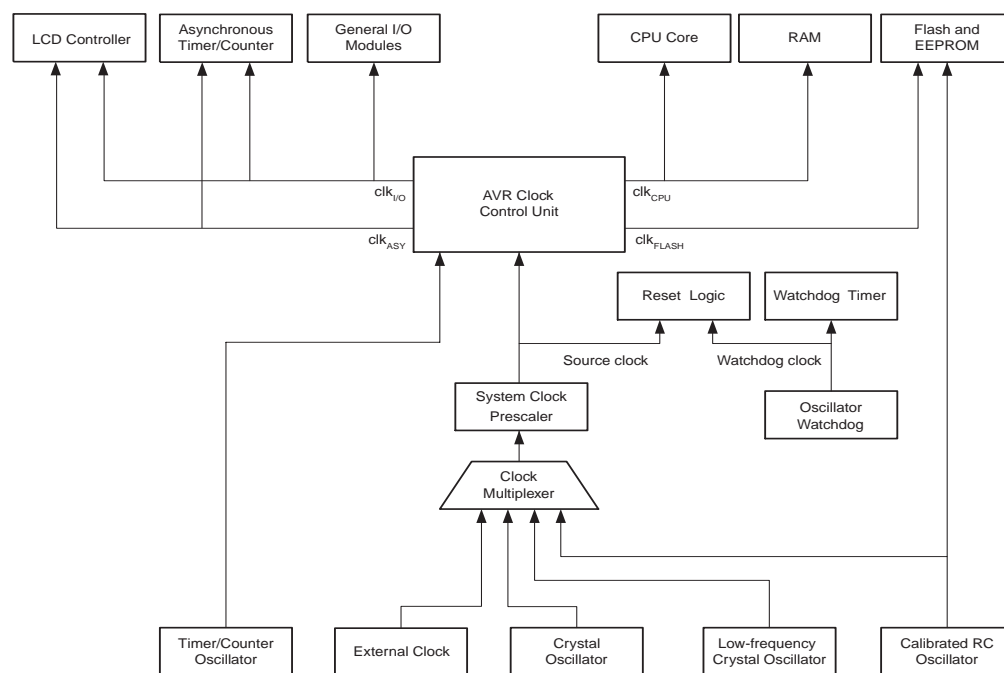 LCD Controller
Asynchronous
Timer/Counter
General I/O
Modules
CPU Core
RAM
Flash and
EEPROM
clkI/O
AVR Clock
Control Unit
clkCPU
clkASY
clkFLASH
Reset Logic
Watchdog Timer
Source clock
Watchdog clock
System Clock
Prescaler
Oscillator
Watchdog
Clock
Multiplexer
Timer/Counter
Oscillator
External Clock
Crystal
Oscillator
Low-frequency
Crystal Oscillator
Calibrated RC
Oscillator